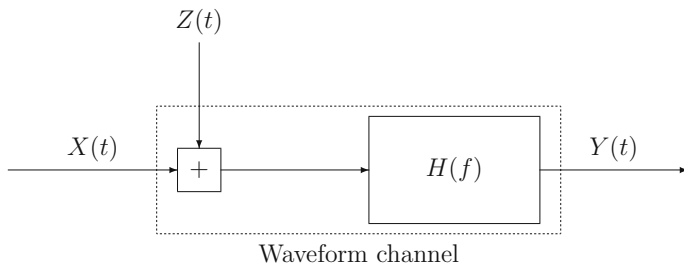 Z(t)
X(t)
+
H(f)
Y(t)
Waveform channel